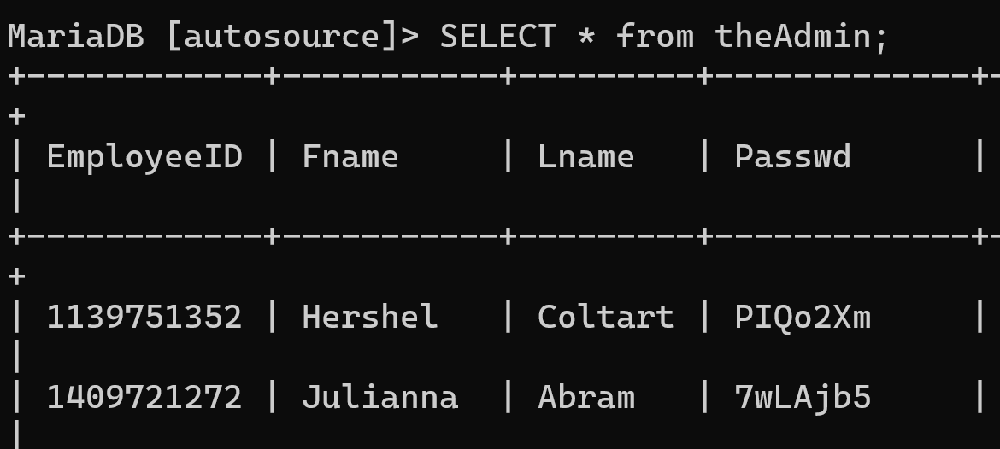 MariaDB [autosource]> SELECT * from theAdmin;
+------------+-----------+---------+-------------+-
+
| EmployeeID | Fname     | Lname   | Passwd      |
|
+------------+-----------+---------+-------------+-
+
| 1139751352 | Hershel   | Coltart | PIQo2Xm     |
|
| 1409721272 | Julianna  | Abram   | 7wLAjb5     |
|